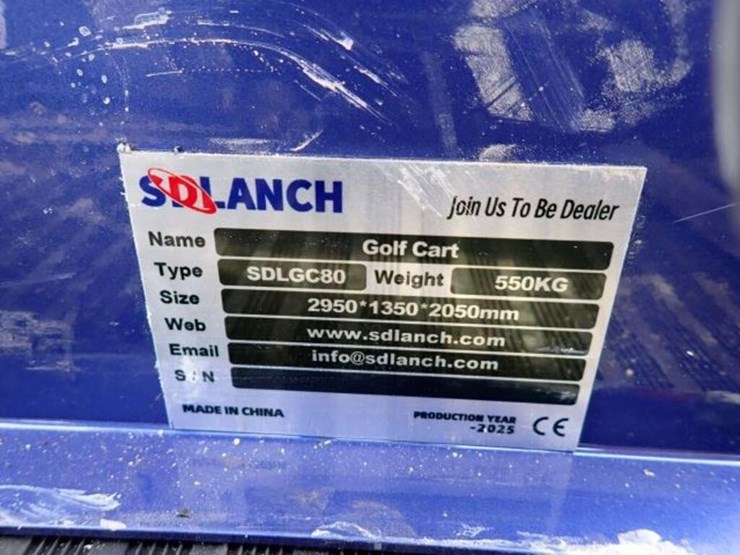 SDLANCH
Join Us To Be Dealer
Name Golf Cart
Type SDLGC80 Weight 550KG
Size 2950*1350*2050mm
Web www.sdlanch.com
Email info@sdlanch.com
S/N
MADE IN CHINA
PRODUCTION YEAR
-2025
CE